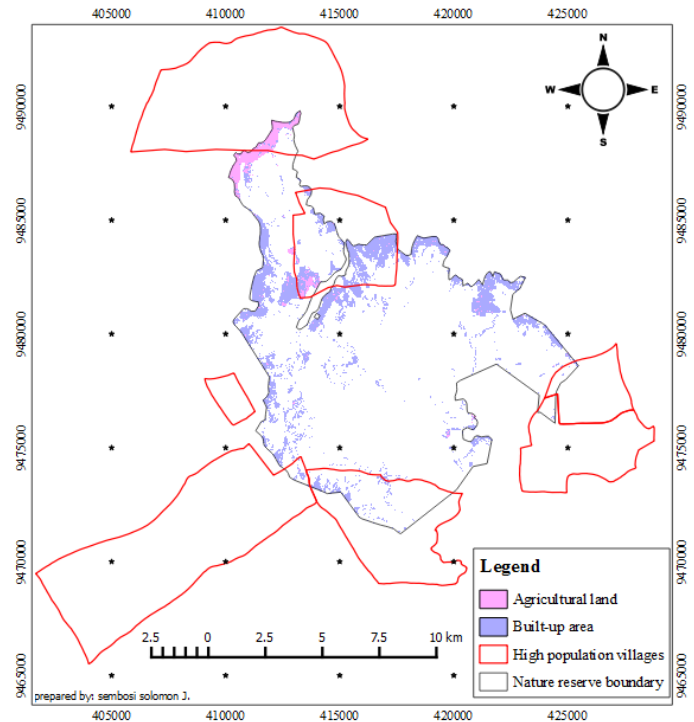 405000 410000 415000 420000 425000
N
W E
S
9490000 9490000
9485000 9485000
9480000 9480000
9475000 9475000
9470000 9470000
9465000 9465000
Legend
Agricultural land
Built-up area
High population villages
Nature reserve boundary
2.5 0 2.5 5 7.5 10 km
prepared by: sembosi solomon J.
405000 410000 415000 420000 425000